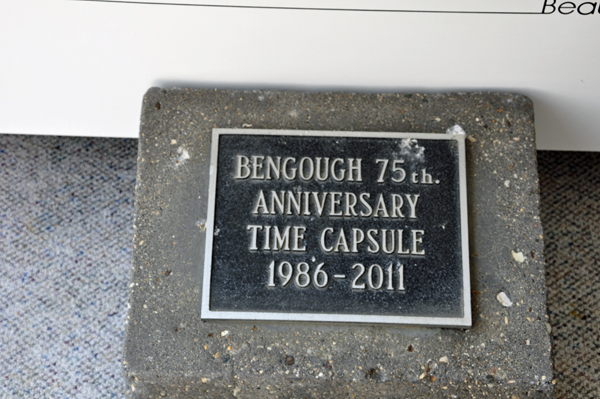 BENGOUGH 75th.
ANNIVERSARY
TIME CAPSULE
1986-2011